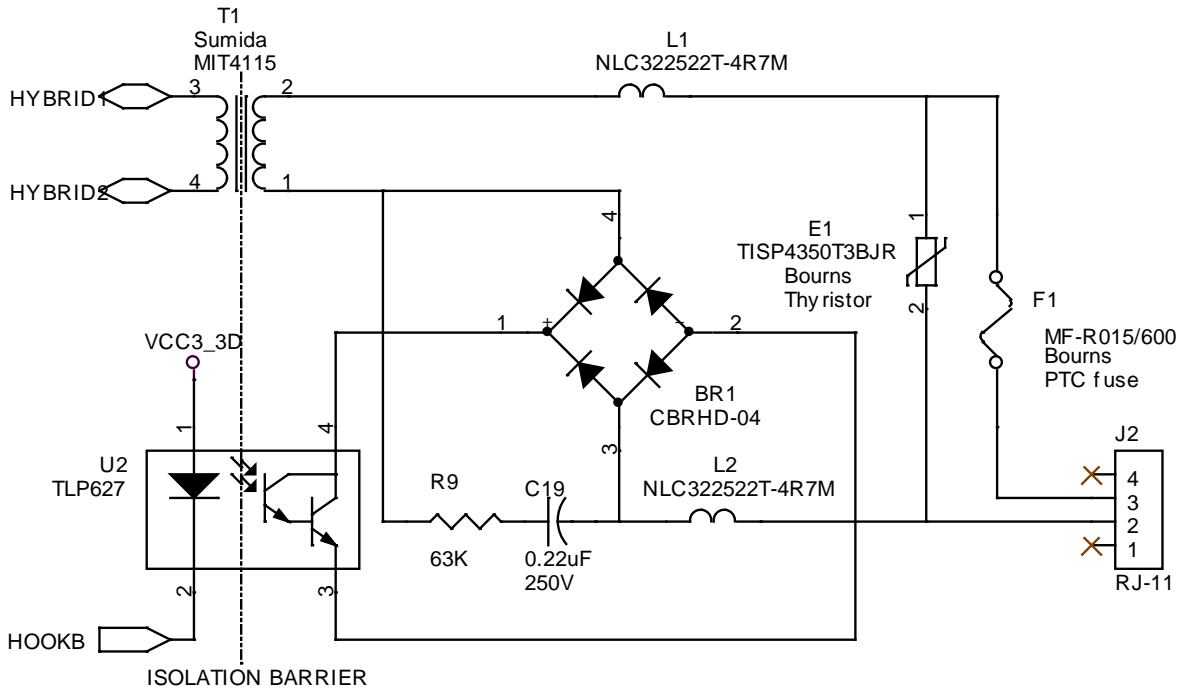 T1
Sumida
MIT4115
L1
NLC322522T-4R7M
HYBRID1
3
2
HYBRID2
4
1
4
E1
TISP4350T3BJR
Bourns
Thyristor
1
2
F1
MF-R015/600
Bourns
PTC fuse
VCC3_3D
1
+
-
2
BR1
CBRHD-04
3
1
4
U2
TLP627
R9
63K
C19
0.22uF
250V
L2
NLC322522T-4R7M
J2
4
3
2
1
RJ-11
2
3
HOOKB
ISOLATION BARRIER